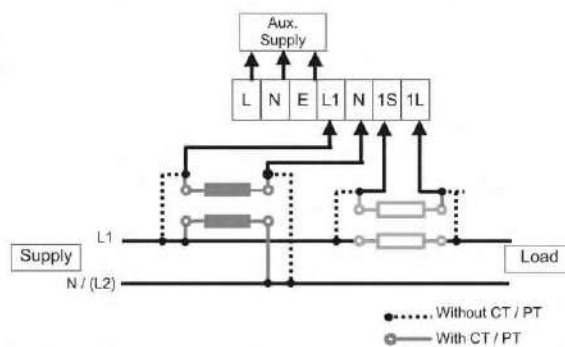 Aux.
Supply
L N E L1 N 1S 1L
L1
Supply
Load
N / (L2)
Without CT / PT
With CT / PT